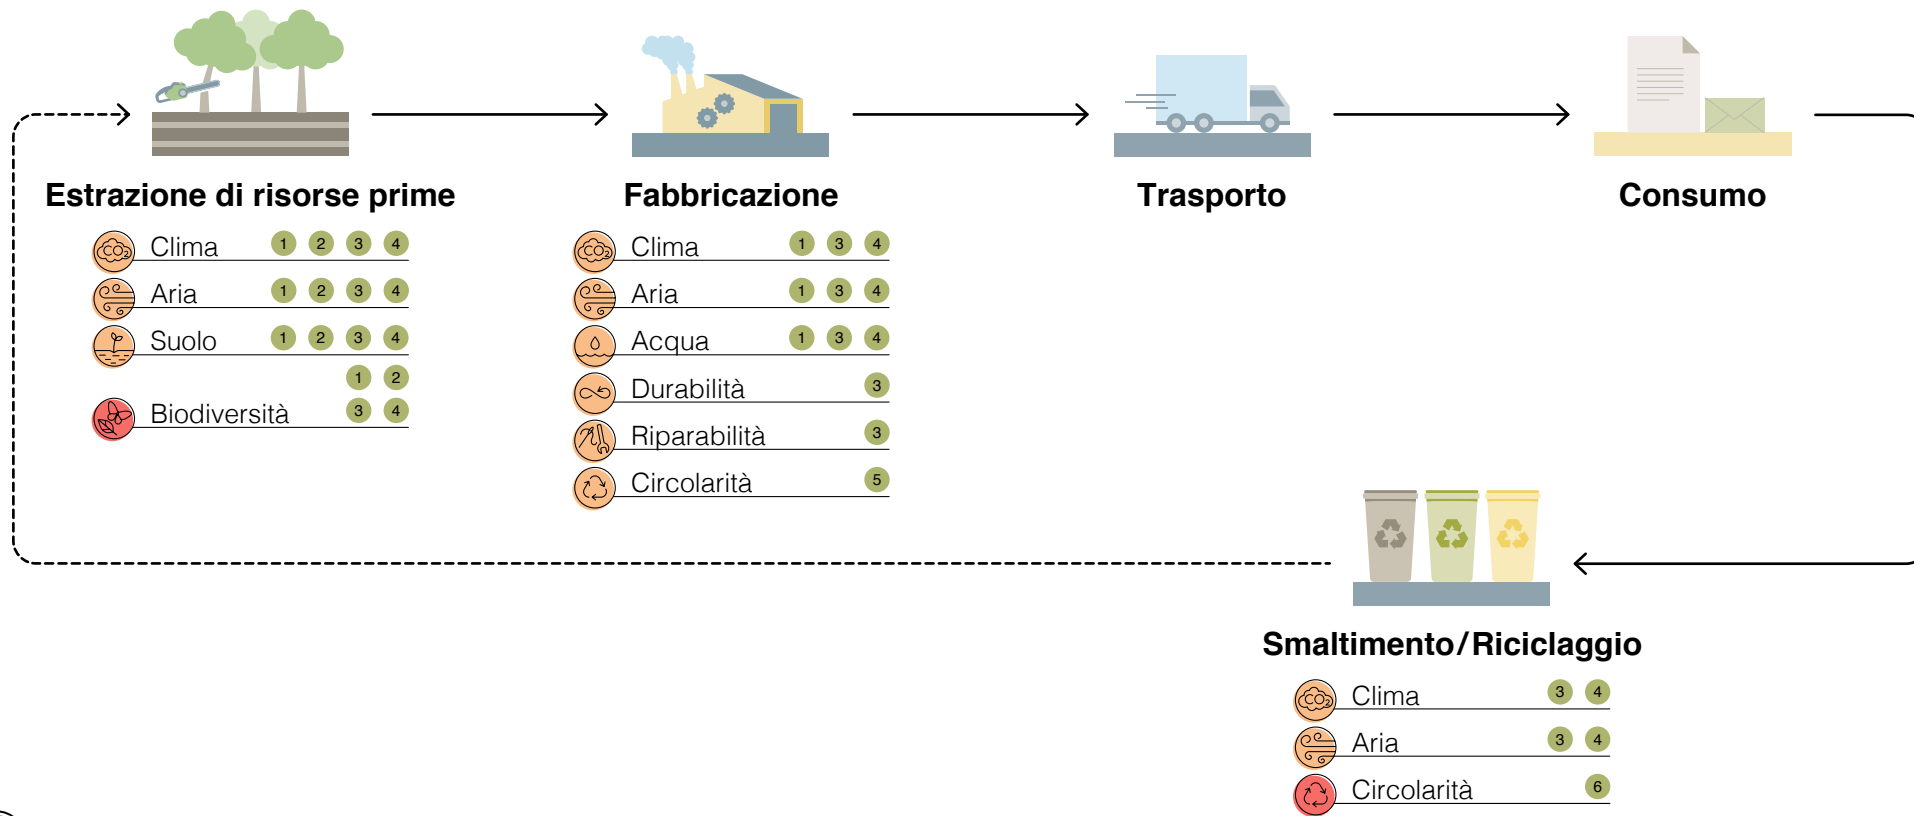 Estrazione di risorse prime
Clima 1 2 3 4
Aria 1 2 3 4
Suolo 1 2 3 4
1 2
Biodiversità 3 4
Fabbricazione
CO2 Clima 1 3 4
Aria 1 3 4
Acqua 1 3 4
Durabilità 3
Riparabilità 3
Circolarità 5
Trasporto
Consumo
Smaltimento/Riciclaggio
CO2 Clima 3 4
Aria 3 4
Circolarità 6